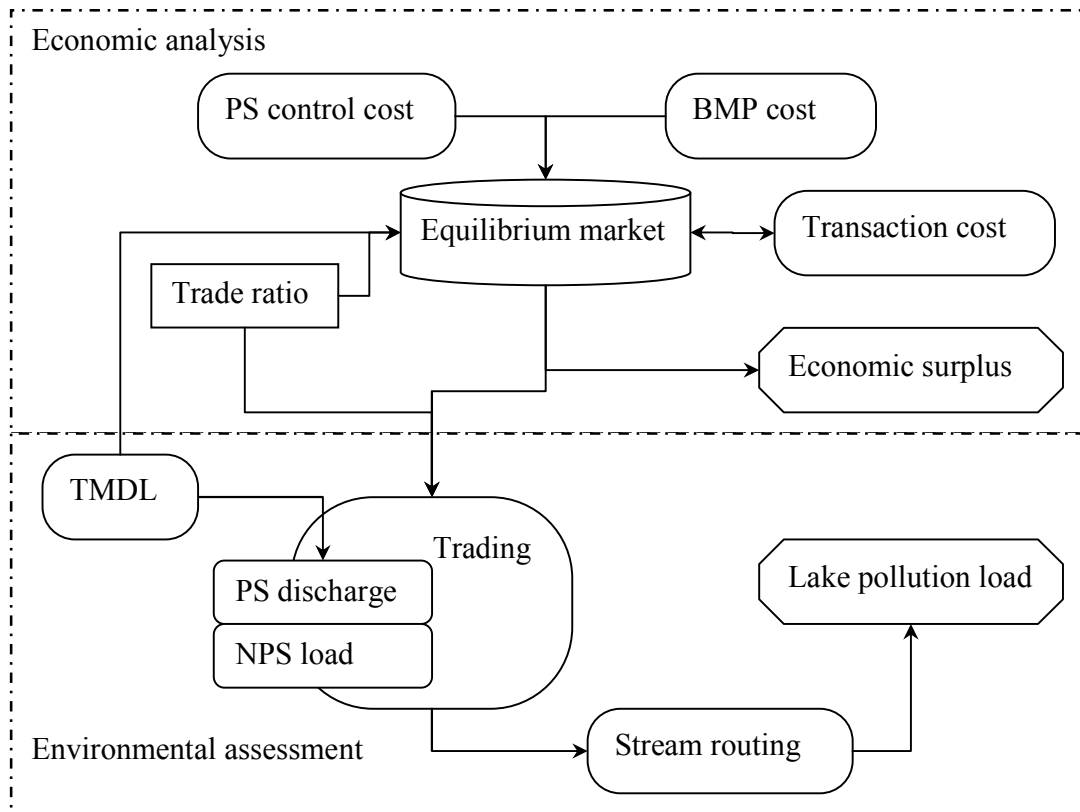 Economic analysis
PS control cost
BMP cost
Equilibrium market
Transaction cost
Trade ratio
Economic surplus
TMDL
Trading
PS discharge
Lake pollution load
NPS load
Stream routing
Environmental assessment